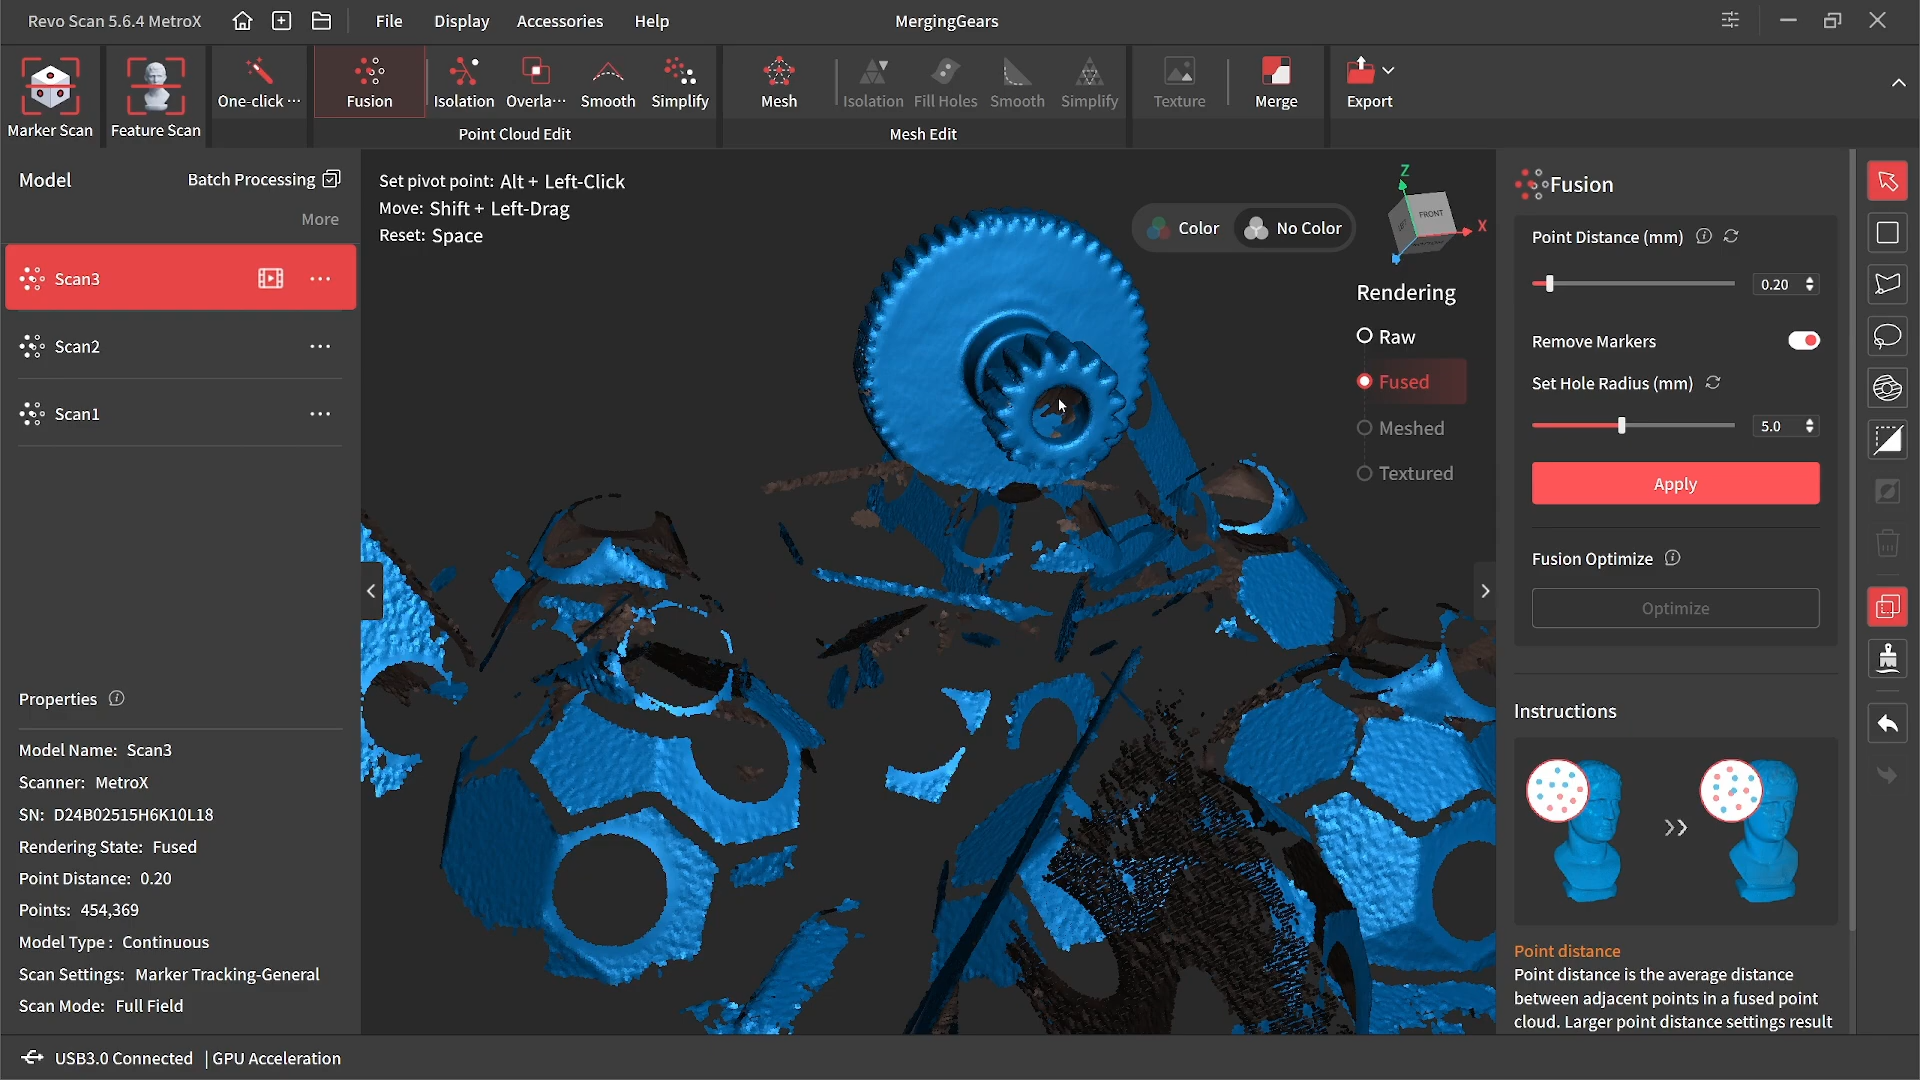 Revo Scan 5.6.4 MetroX
File
Display
Accessories
Help
MergingGears
Marker Scan
Feature Scan
One-click ···
Fusion
Isolation
Overla···
Smooth
Simplify
Point Cloud Edit
Mesh
Isolation
Fill Holes
Smooth
Simplify
Mesh Edit
Texture
Merge
Export
Model
Batch Processing
More
Scan3
Scan2
Scan1
Properties
Model Name: Scan3
Scanner: MetroX
SN: D24B02515H6K10L18
Rendering State: Fused
Point Distance: 0.20
Points: 454,369
Model Type : Continuous
Scan Settings: Marker Tracking-General
Scan Mode: Full Field
Set pivot point: Alt + Left-Click
Move: Shift + Left-Drag
Reset: Space
Color
No Color
Z
FRONT
X
Rendering
Raw
Fused
Meshed
Textured
Fusion
Point Distance (mm)
0.20
Remove Markers
Set Hole Radius (mm)
5.0
Apply
Fusion Optimize
Optimize
Instructions
Point distance
Point distance is the average distance
between adjacent points in a fused point
cloud. Larger point distance settings result
USB3.0 Connected | GPU Acceleration